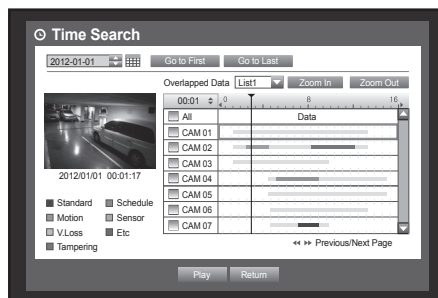 Time Search
2012-01-01
Go to First
Go to Last
Overlapped Data
List1
Zoom In
Zoom Out
00:01
0
8
16
All
Data
CAM 01
CAM 02
CAM 03
CAM 04
CAM 05
CAM 06
CAM 07
2012/01/01 00:01:17
Standard
Schedule
Motion
Sensor
V.Loss
Etc
Tampering
Previous/Next Page
Play
Return